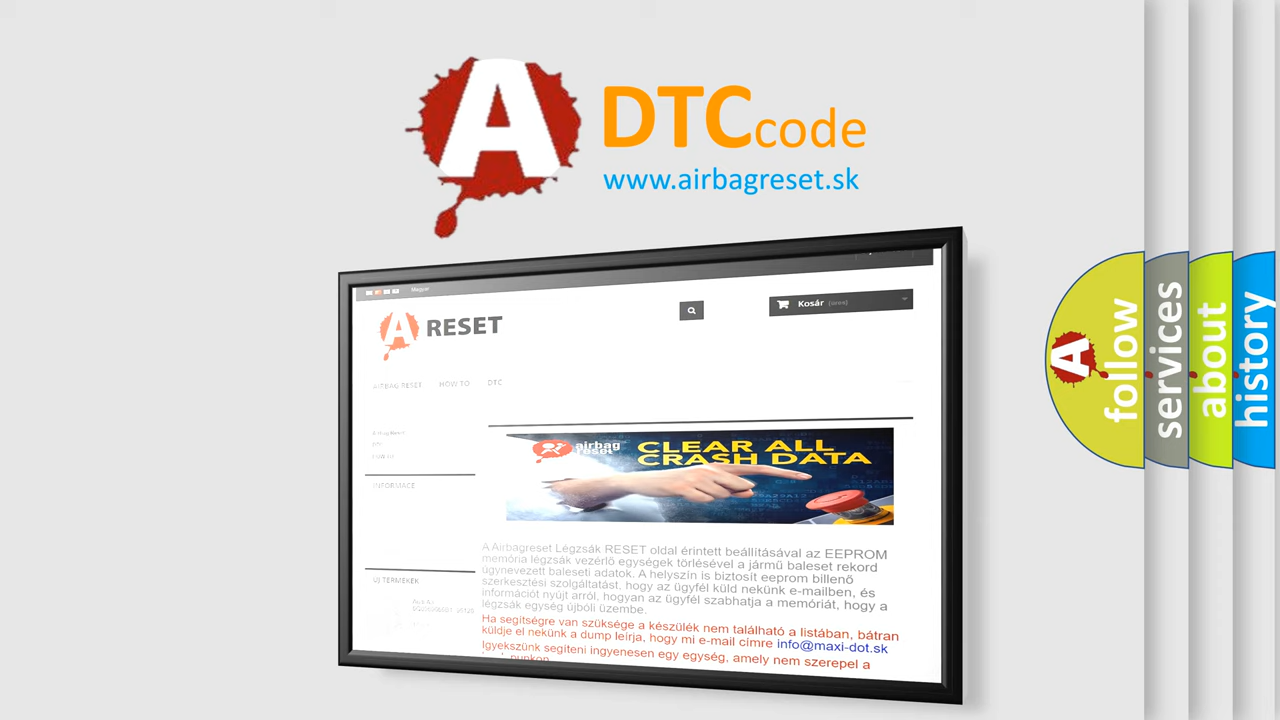 A DTC code
www.airbagreset.sk
Magyar
A RESET
Kosár (üres)
AIRBAG RESET HOW TO DTC
INFORMACE
ÚJ TERMÉKEK
airbag
reset
CLEAR ALL
CRASH DATA
A Airbagreset Légzsák RESET oldal érintett beállításával az EEPROM
memória légzsák vezérlő egységek törlésével a jármű baleset rekord
úgynevezett baleseti adatok. A helyszín is biztosít eeprom billenő
szerkesztési szolgáltatást, hogy az ügyfél küld nekünk e-mailben, és
információt nyújt arról, hogyan az ügyfél szabhatja a memóriát, hogy a
légzsák egység újbóli üzembe.
Ha segítségre van szüksége a készülék nem található a listában, bátran
küldje el nekünk a dump leírja, hogy mi e-mail címre info@maxi-dot.sk
Igyekszünk segíteni ingyenesen egy egység, amely nem szerepel a
A
follow
services
about
history